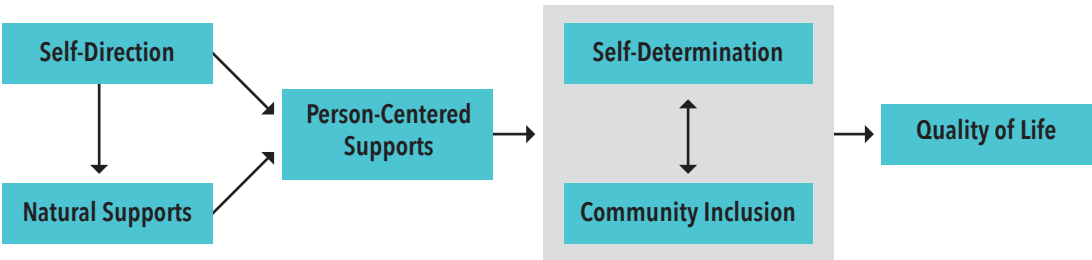 Self-Direction
Natural Supports
Person-Centered
Supports
Self-Determination
Community Inclusion
Quality of Life